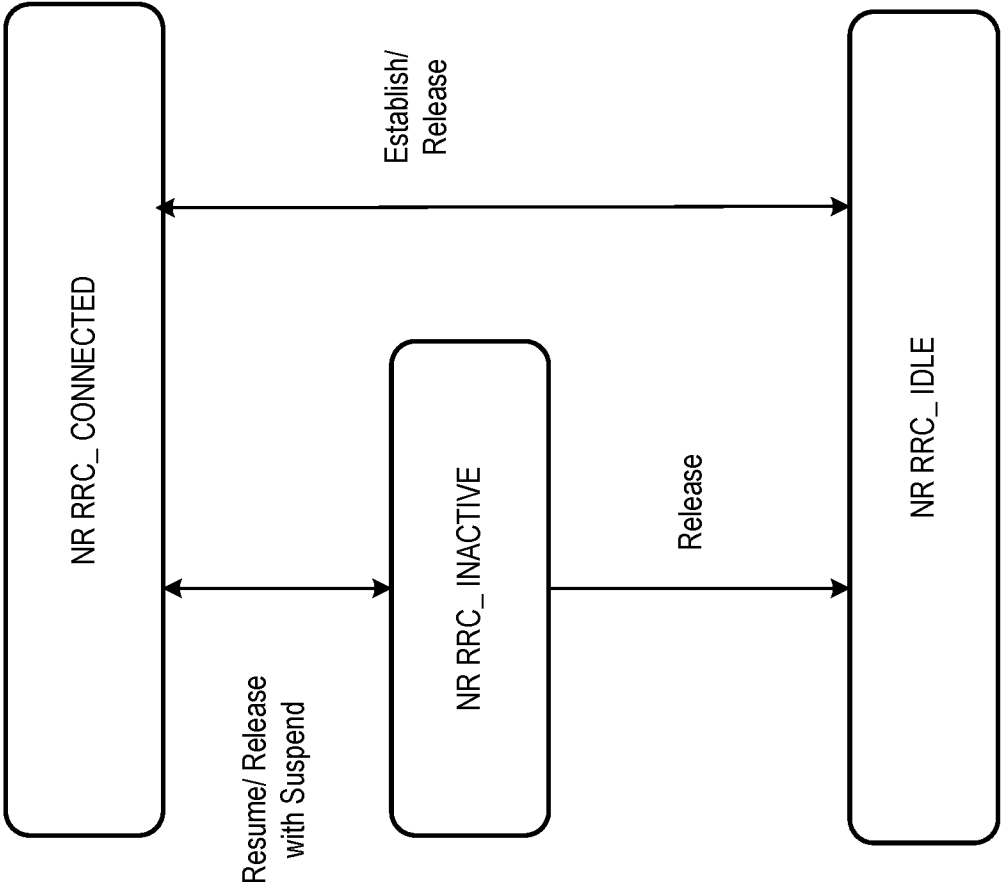 NR RRC_ CONNECTED
Resume/ Release
with Suspend
Establish/
Release
NR RRC_ INACTIVE
Release
NR RRC_ IDLE